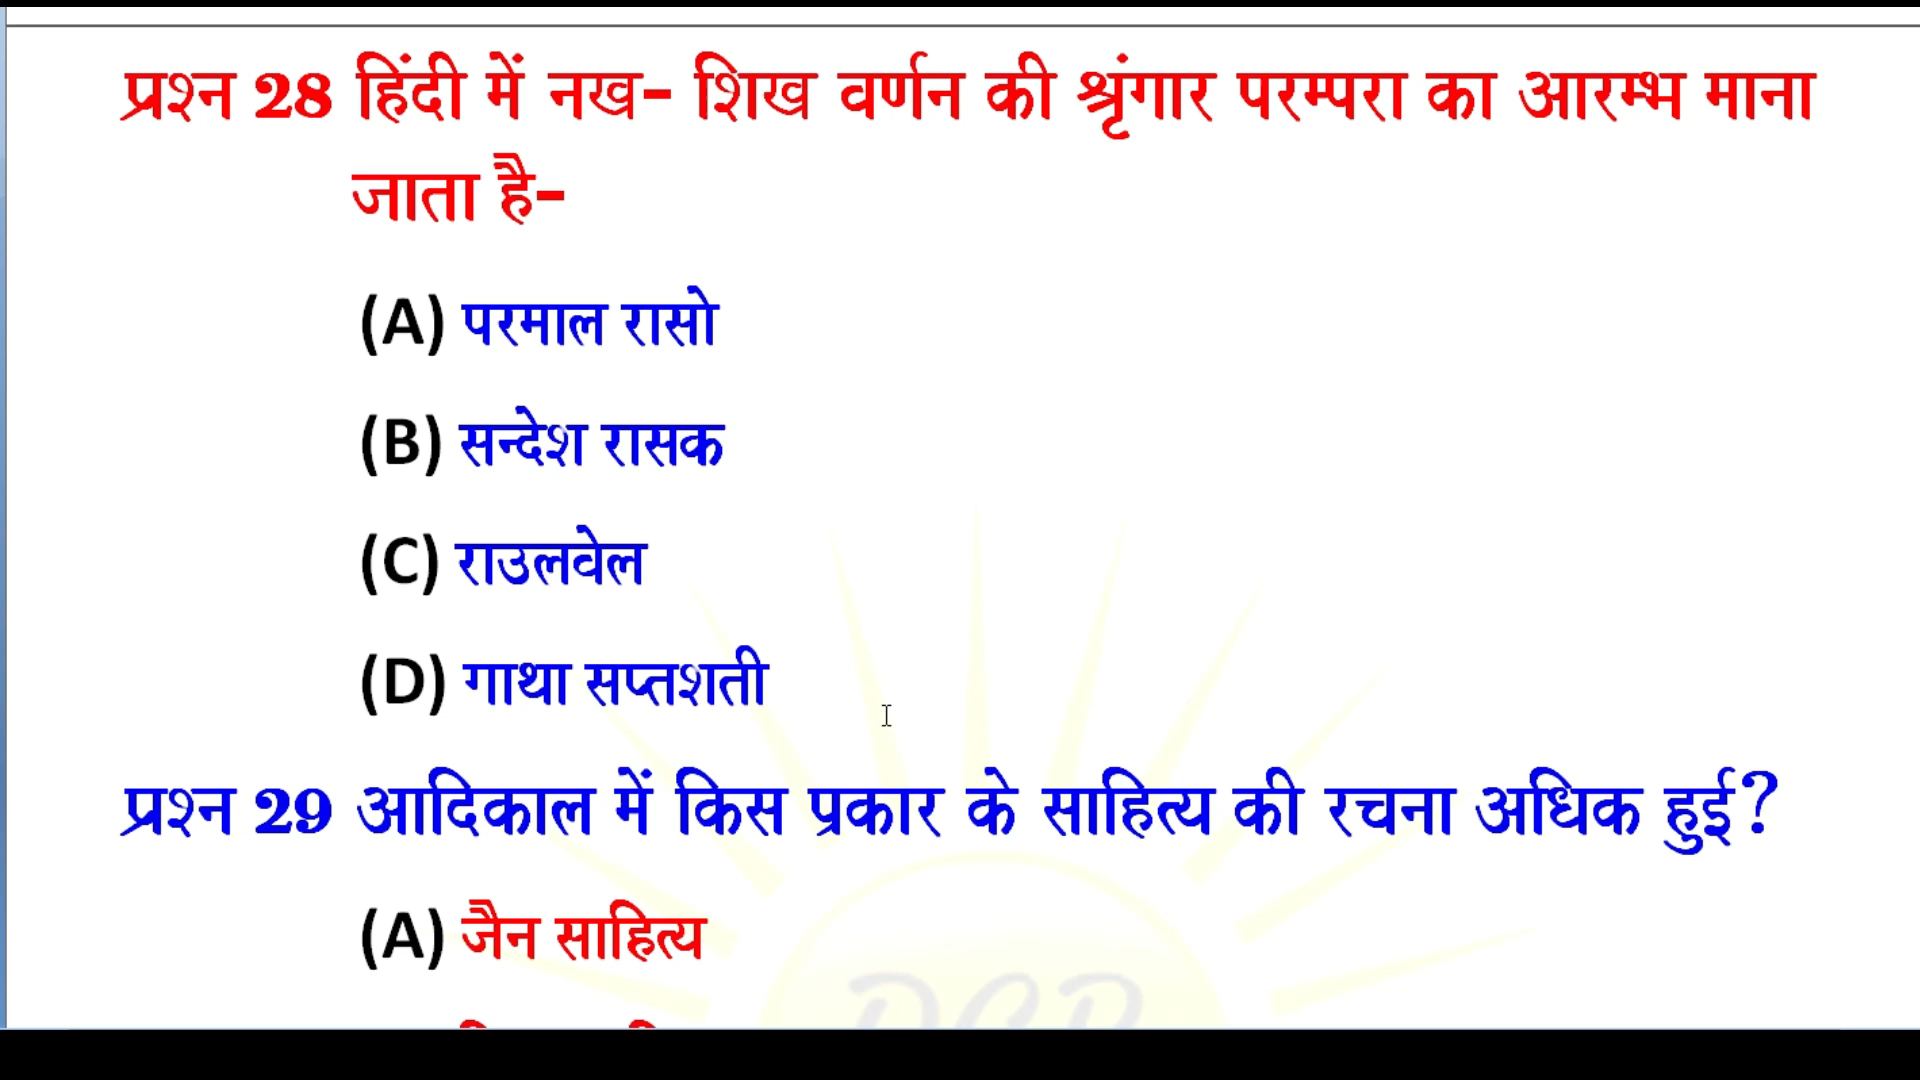 प्रश्न 28 हिंदी में नख- शिख वर्णन की श्रृंगार परम्परा का आरम्भ माना
जाता है-
(A) परमाल रासो
(B) सन्देश रासक
(C) राउलवेल
(D) गाथा सप्तशती
प्रश्न 29 आदिकाल में किस प्रकार के साहित्य की रचना अधिक हुई?
(A) जैन साहित्य